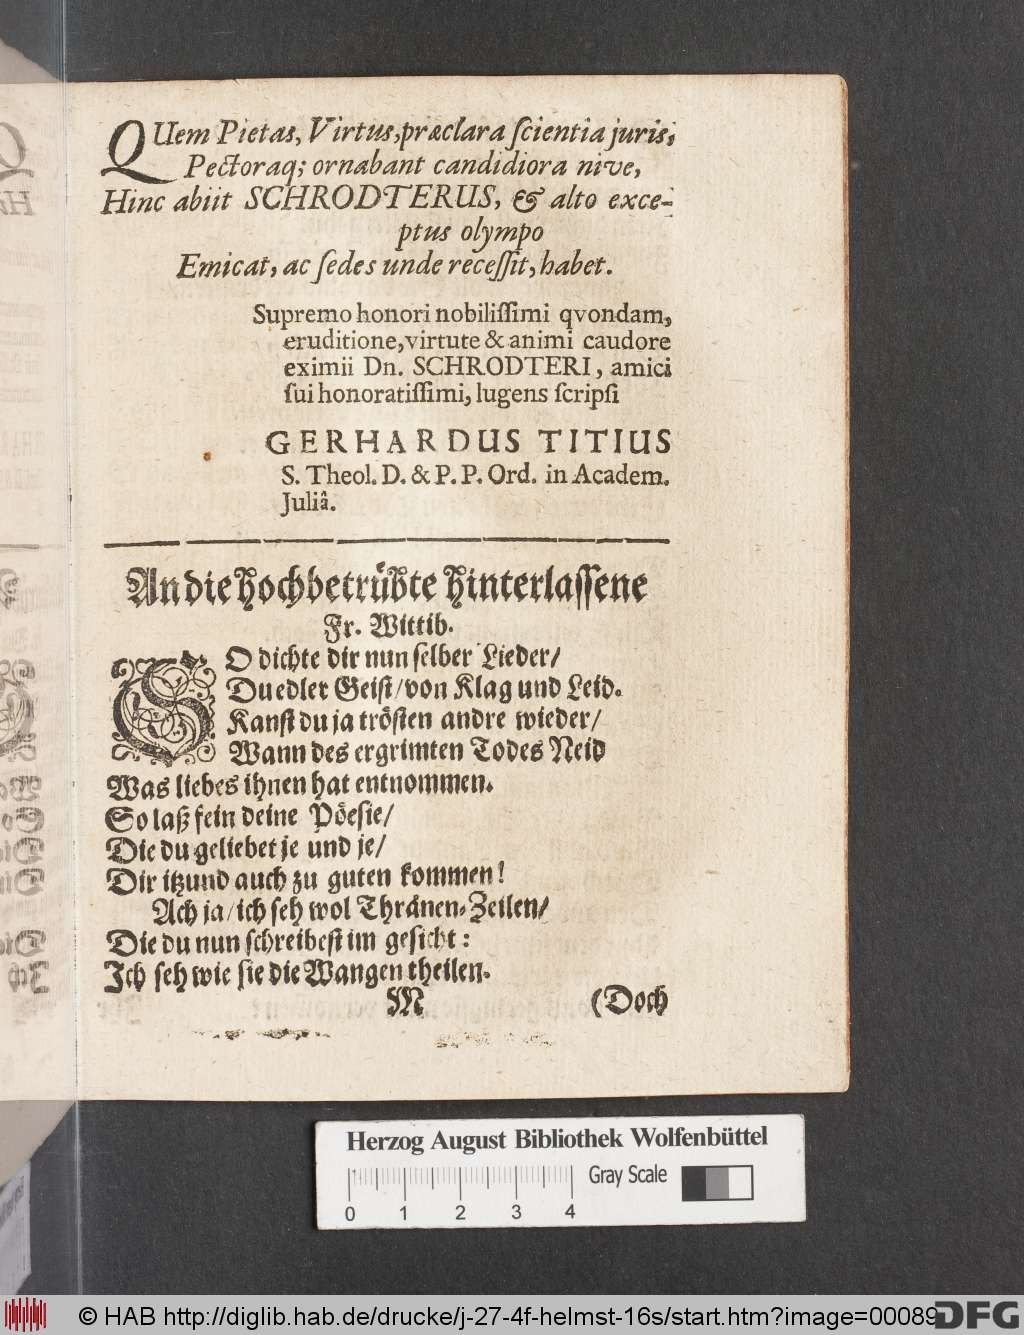 QUem Pietas, Virtus, præclara ſcientia juris,
Pectoraq; ornabant candidiora nive,
Hinc abiit SCHRODTERUS, & alto exce-
ptus olympo
Emicat, ac ſedes unde receſſit, habet.
Supremo honori nobiliſſimi qvondam,
eruditione, virtute & animi caudore
eximii Dn. SCHRODTERI, amici
ſui honoratiſſimi, lugens ſcripſi
GERHARDUS TITIUS
S. Theol. D. & P. P. Ord. in Academ.
Juliâ.
An die hochbetrübte hinterlaſſene
Fr. Wittib.
SO dichte dir nun ſelber Lieder/
Du edler Geiſt/ von Klag und Leid.
Kanſt du ja tröſten andre wieder/
Wann des ergrimten Todes Neid
Was liebes ihnen hat entnommen.
So laß fein deine Pöeſie/
Die du geliebet je und je/
Dir itzund auch zu guten kommen!
Ach ja/ ich ſeh wol Thränen-Zeilen/
Die du nun ſchreibeſt im geſicht:
Ich ſeh wie ſie die Wangen theilen.
M (Doch
Herzog August Bibliothek Wolfenbüttel
Gray Scale
0 1 2 3 4
© HAB http://diglib.hab.de/drucke/j-27-4f-helmst-16s/start.htm?image=00089
DFG